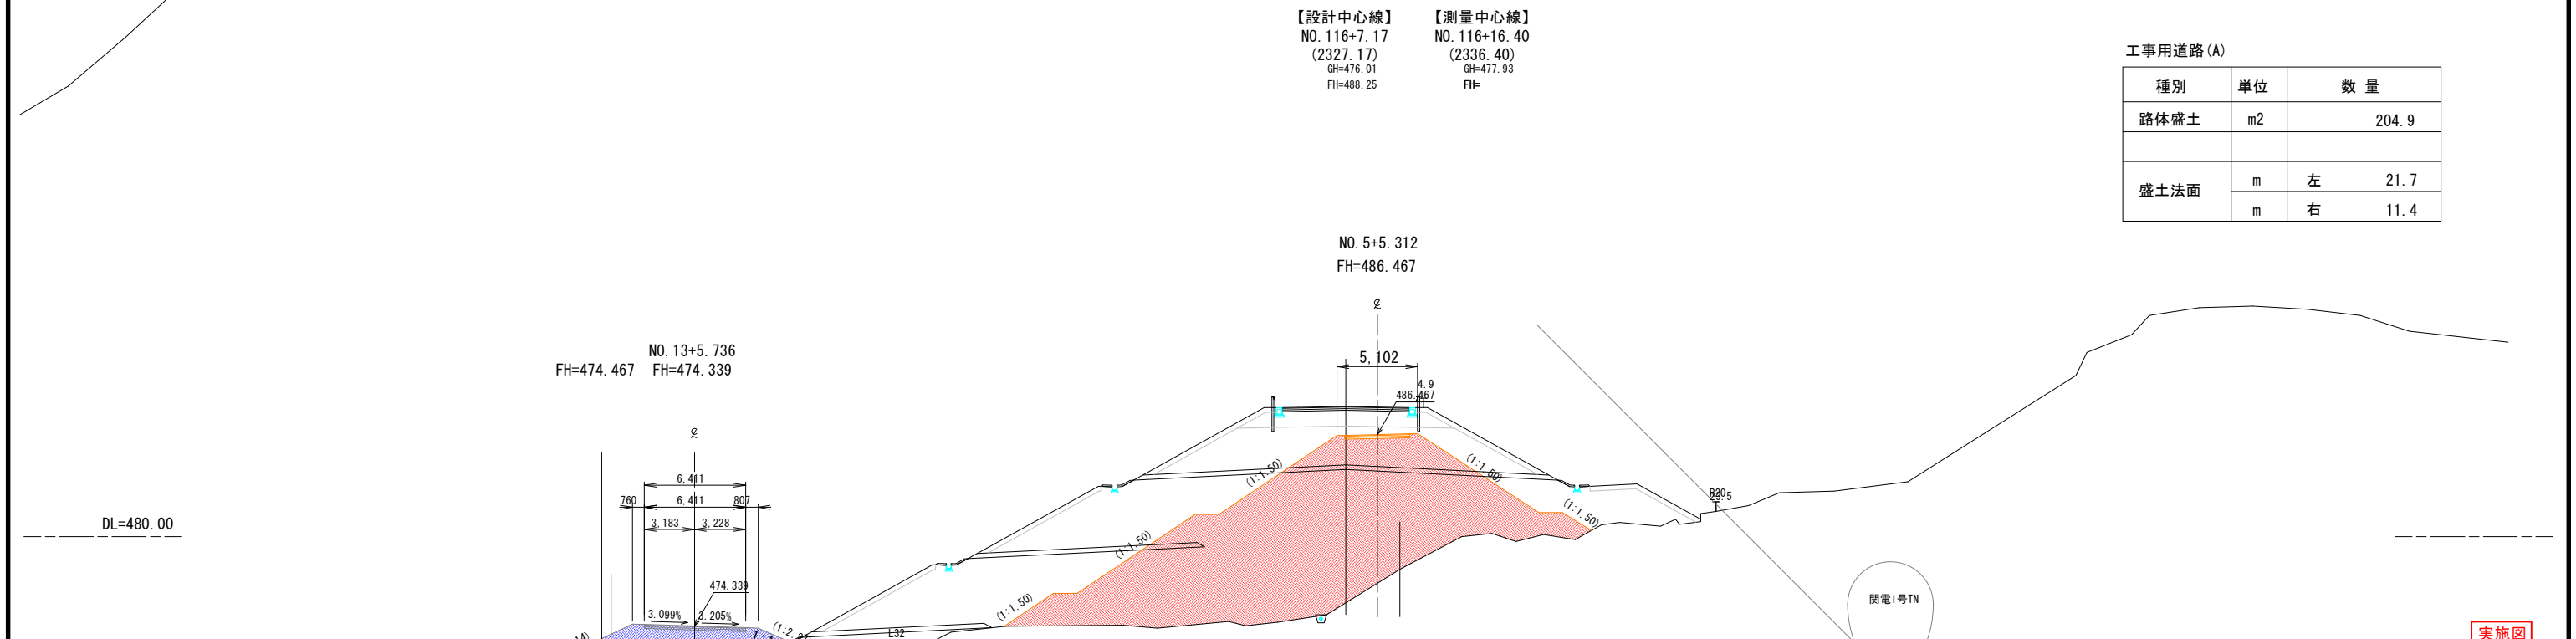 【設計中心線】 【測量中心線】
NO.116+7.17 NO.116+16.40
(2327.17) (2336.40)
GH=476.01 GH=477.93
FH=488.25 FH=
工事用道路(A)
種別 単位 数 量
路体盛土 m2 204.9
盛土法面 m 左 21.7
m 右 11.4
NO.5+5.312
FH=486.467
NO.13+5.736
FH=474.467 FH=474.339
5,102
4.9
486.467
(1:1.50)
(1:1.50)
(1:1.50)
(1:1.50)
(1:1.50)
6,411
760 6,411 807
3,183 3,228
474.339
3.099% 3.205%
L32
DL=480.00
23.5
関電1号TN
実施図